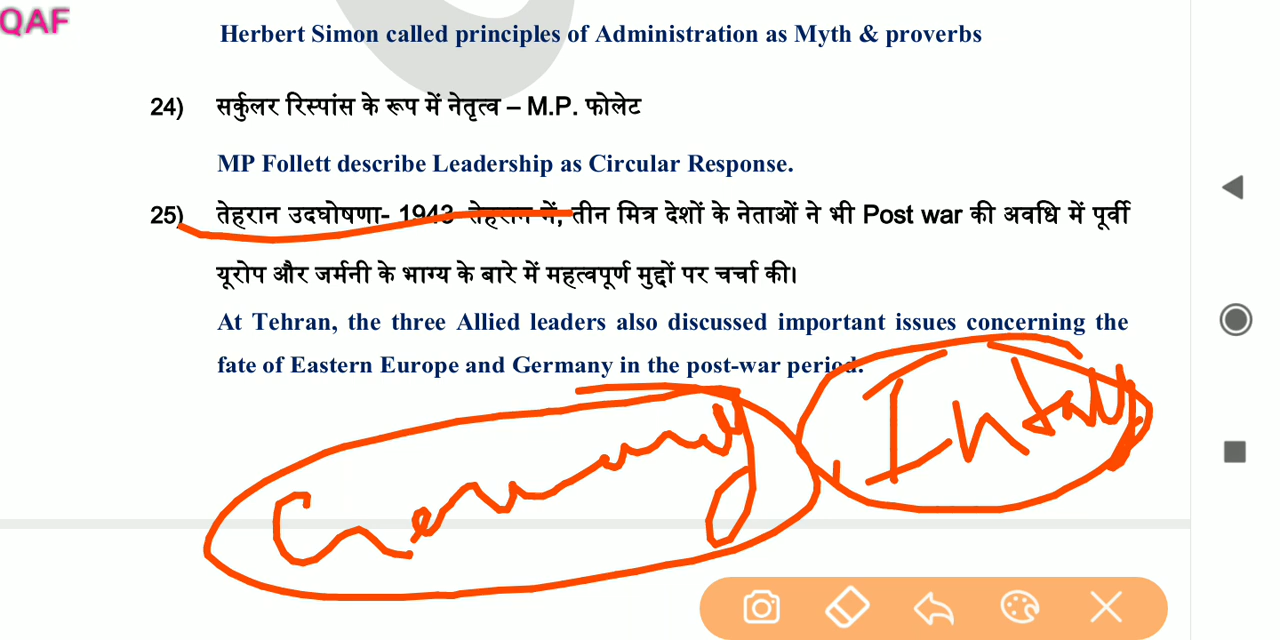 QAF
Herbert Simon called principles of Administration as Myth & proverbs
24) सर्कुलर रिस्पांस के रूप में नेतृत्व – M.P. फोलेट
MP Follett describe Leadership as Circular Response.
25) तेहरान उदघोषणा- 1943 तेहरान में, तीन मित्र देशों के नेताओं ने भी Post war की अवधि में पूर्वी
यूरोप और जर्मनी के भाग्य के बारे में महत्वपूर्ण मुद्दों पर चर्चा की।
At Tehran, the three Allied leaders also discussed important issues concerning the
fate of Eastern Europe and Germany in the post-war period.
Germany